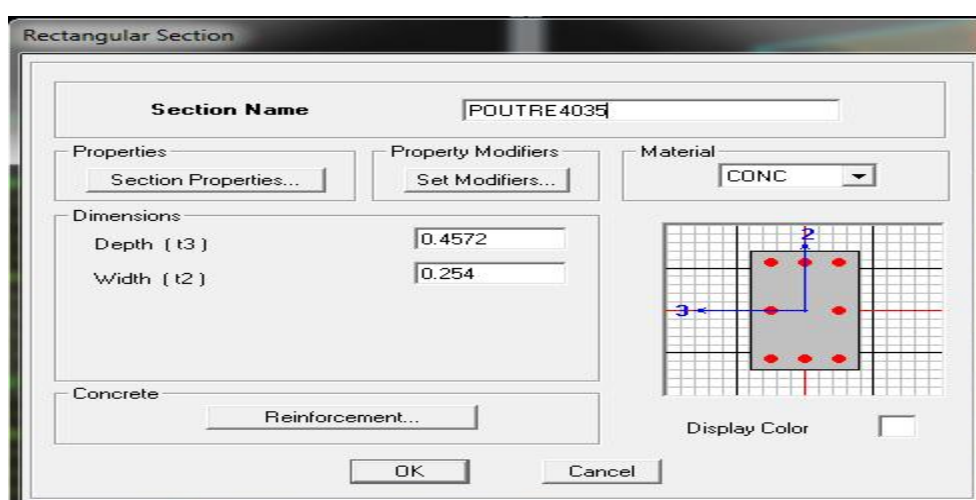 Rectangular Section
Section Name POUTRE4035
Properties Property Modifiers Material
Section Properties... Set Modifiers... CONC
Dimensions
Depth ( t3 ) 0.4572
Width ( t2 ) 0.254
2
3
Concrete
Reinforcement...
Display Color
OK Cancel